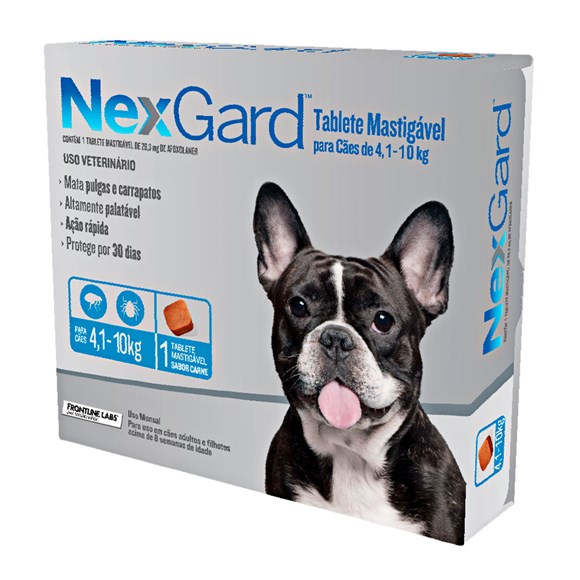 NexGard™
Tablete Mastigável
para Cães de 4,1-10 kg
CONTÉM 1 TABLETE MASTIGÁVEL DE 28,3 mg DE AFOXOLANER
USO VETERINÁRIO
› Mata pulgas e carrapatos
› Altamente palatável
› Ação rápida
› Protege por 30 dias
PARA CÃES
4,1-10kg
1
TABLETE
MASTIGÁVEL
SABOR CARNE
FRONTLINE LABS
Uso Mensal
Para uso em cães adultos e filhotes
acima de 8 semanas de idade
NexGard
4,1-10kg